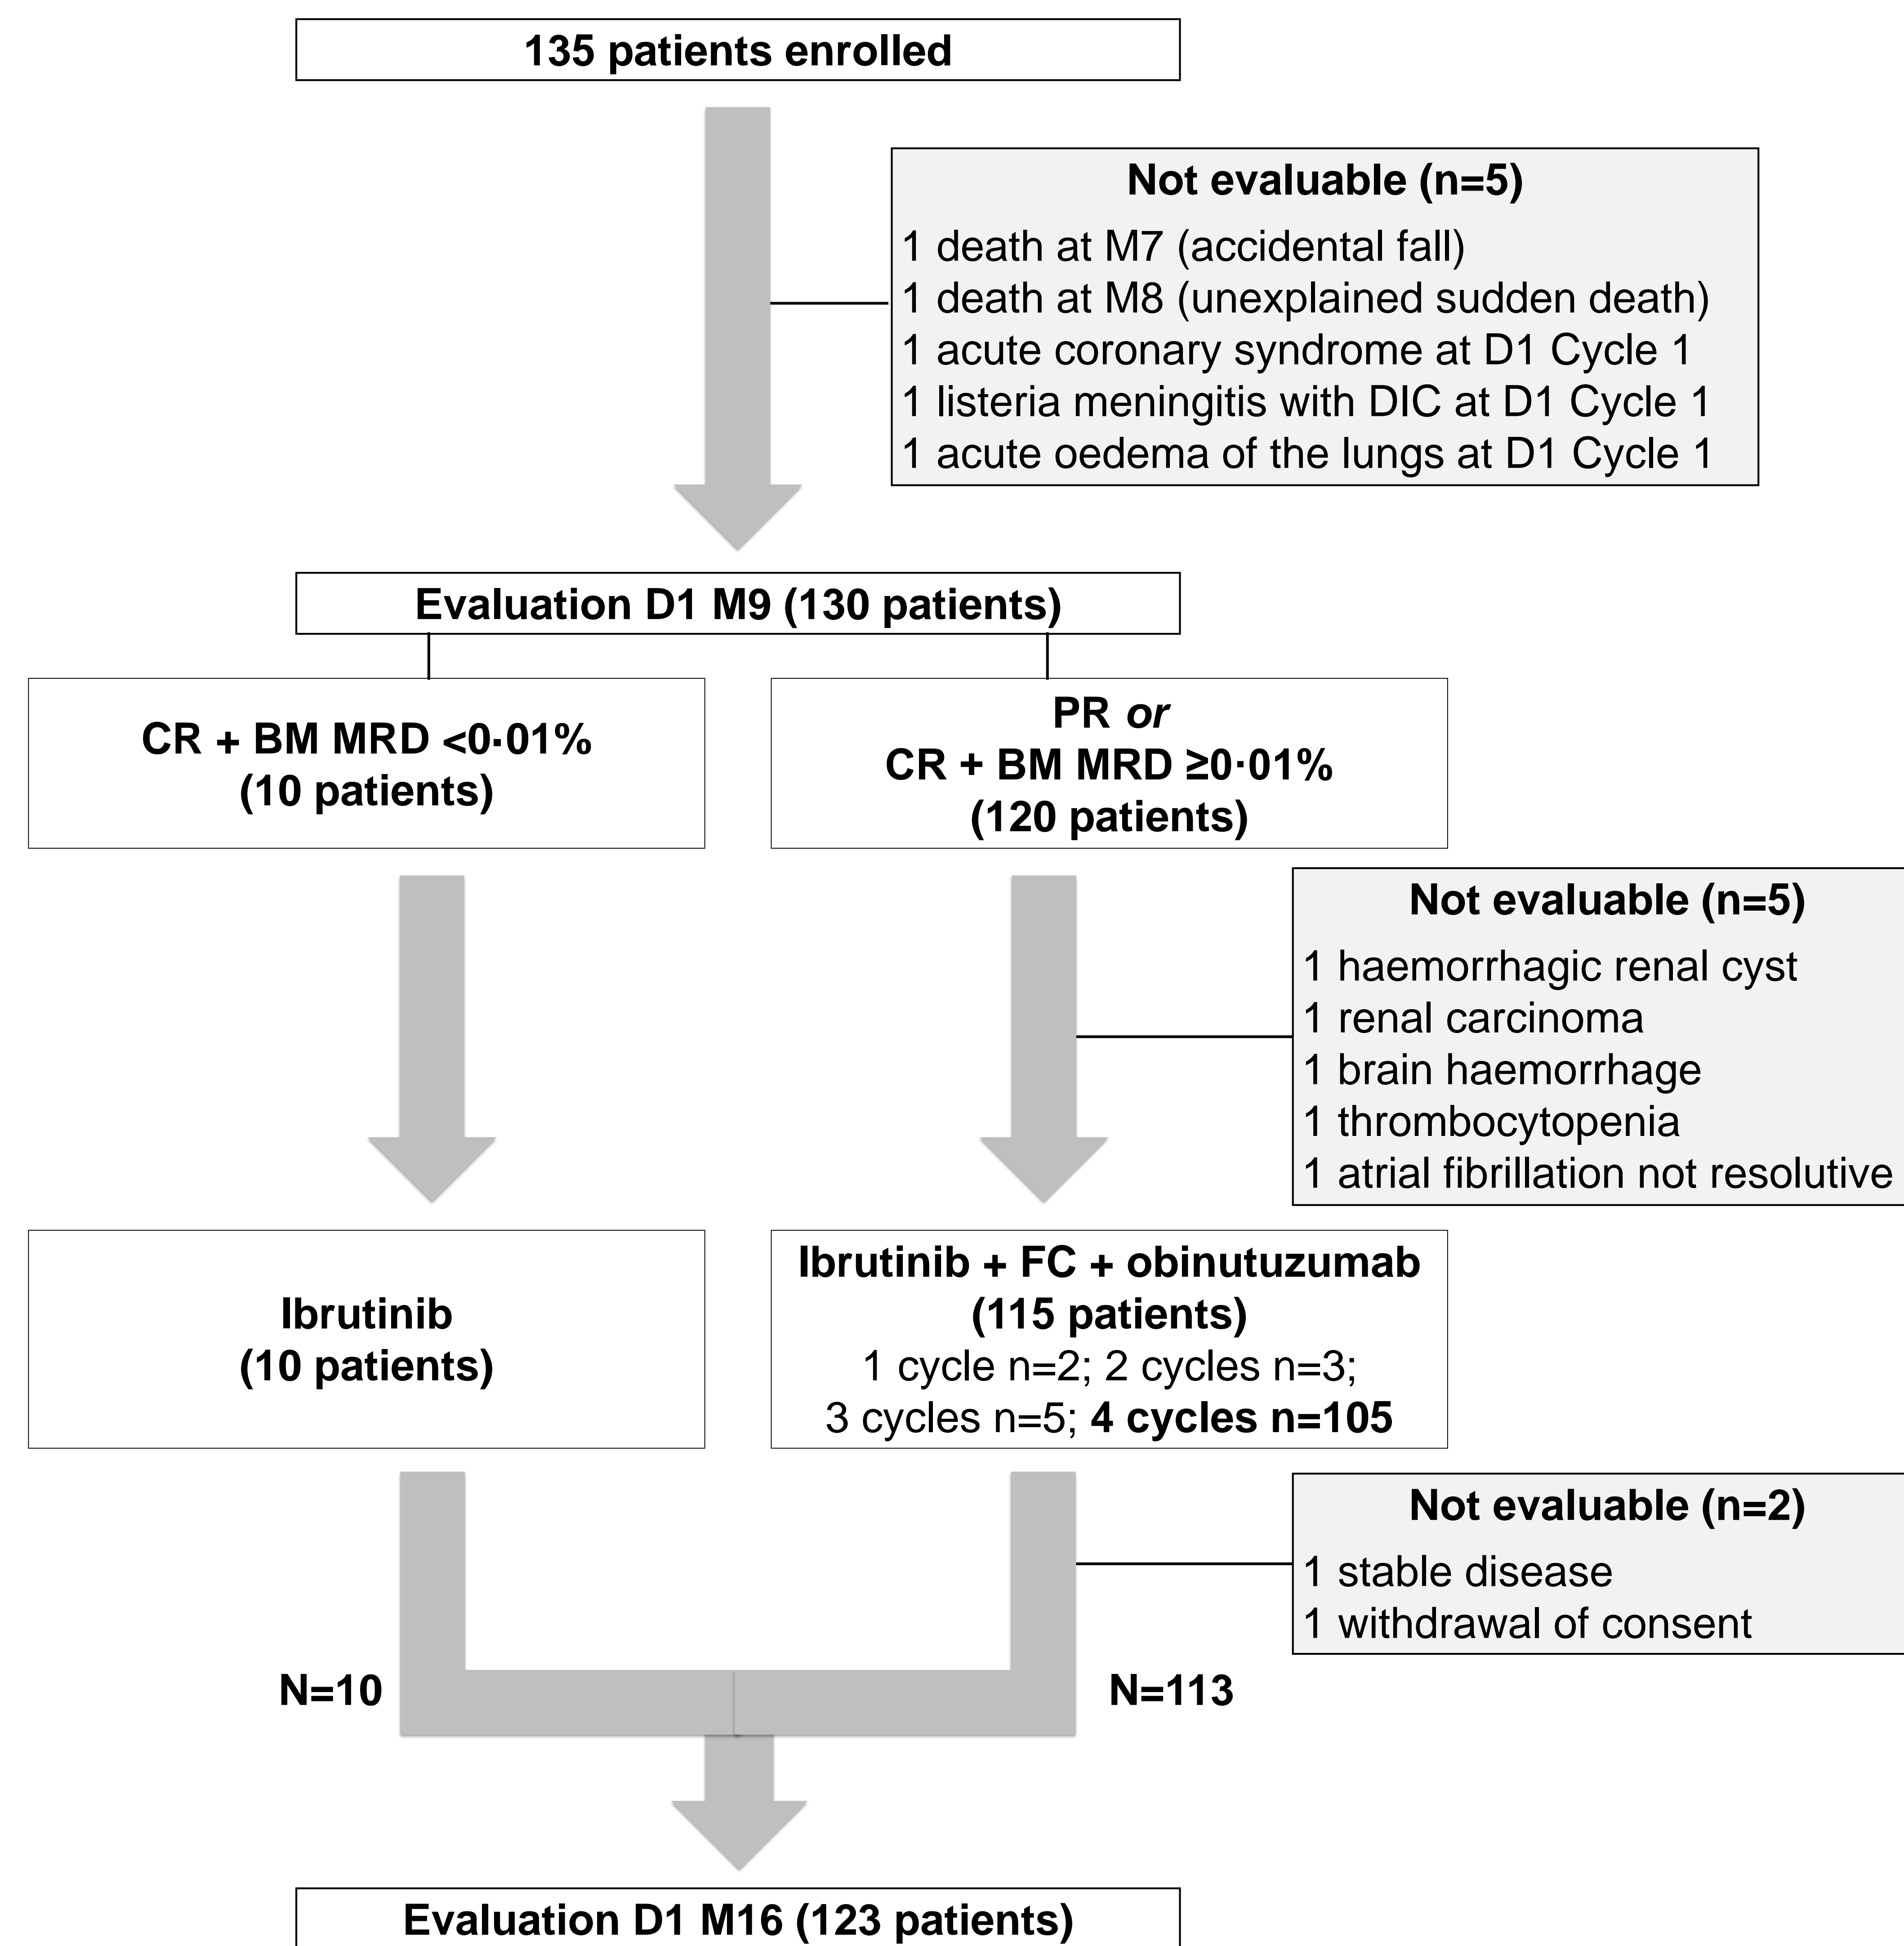 135 patients enrolled
Not evaluable (n=5)
1 death at M7 (accidental fall)
1 death at M8 (unexplained sudden death)
1 acute coronary syndrome at D1 Cycle 1
1 listeria meningitis with DIC at D1 Cycle 1
1 acute oedema of the lungs at D1 Cycle 1
Evaluation D1 M9 (130 patients)
CR + BM MRD <0·01%
(10 patients)
PR or
CR + BM MRD ≥0·01%
(120 patients)
Not evaluable (n=5)
1 haemorrhagic renal cyst
1 renal carcinoma
1 brain haemorrhage
1 thrombocytopenia
1 atrial fibrillation not resolutive
Ibrutinib
(10 patients)
Ibrutinib + FC + obinutuzumab
(115 patients)
1 cycle n=2; 2 cycles n=3;
3 cycles n=5; 4 cycles n=105
Not evaluable (n=2)
1 stable disease
1 withdrawal of consent
N=10
N=113
Evaluation D1 M16 (123 patients)